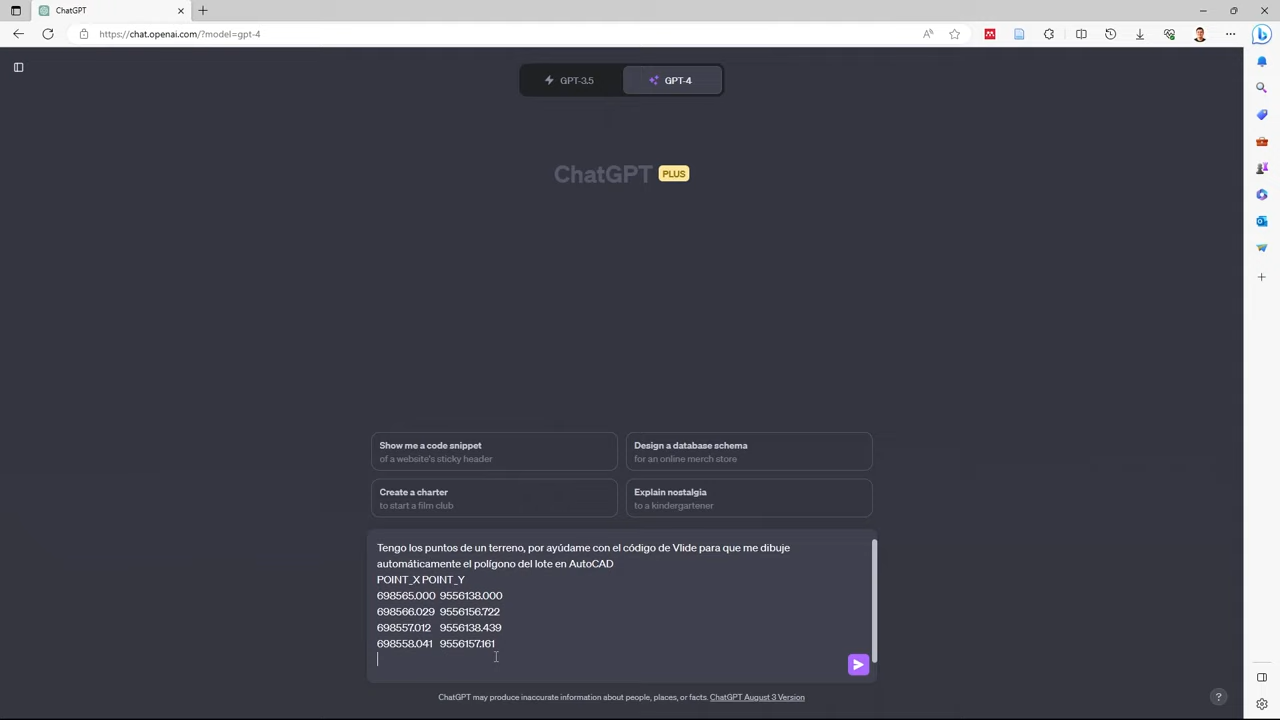 ChatGPT
https://chat.openai.com/?model=gpt-4
GPT-3.5
GPT-4
ChatGPT PLUS
Show me a code snippet
of a website's sticky header
Design a database schema
for an online merch store
Create a charter
to start a film club
Explain nostalgia
to a kindergartener
Tengo los puntos de un terreno, por ayúdame con el código de Vlide para que me dibuje
automáticamente el polígono del lote en AutoCAD
POINT_X POINT_Y
698565.000 9556138.000
698566.029 9556156.722
698557.012 9556138.439
698558.041 9556157.161
ChatGPT may produce inaccurate information about people, places, or facts. ChatGPT August 3 Version